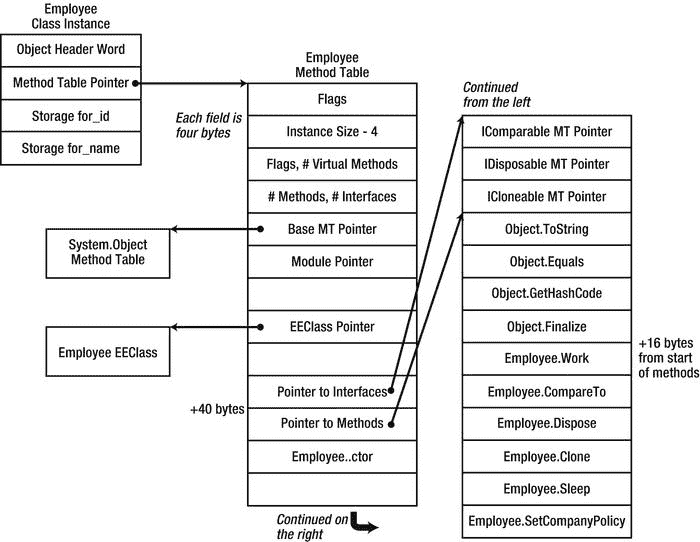 Employee
Class Instance
Object Header Word
Method Table Pointer
Storage for_id
Storage for_name
Employee
Method Table
Each field is
four bytes
Flags
Instance Size - 4
Flags, # Virtual Methods
# Methods, # Interfaces
Base MT Pointer
Module Pointer
EEClass Pointer
Pointer to Interfaces
+40 bytes
Pointer to Methods
Employee..ctor
Continued on
the right
System.Object
Method Table
Employee EEClass
Continued
from the left
IComparable MT Pointer
IDisposable MT Pointer
ICloneable MT Pointer
Object.ToString
Object.Equals
Object.GetHashCode
Object.Finalize
Employee.Work
Employee.CompareTo
Employee.Dispose
Employee.Clone
Employee.Sleep
Employee.SetCompanyPolicy
+16 bytes
from start
of methods